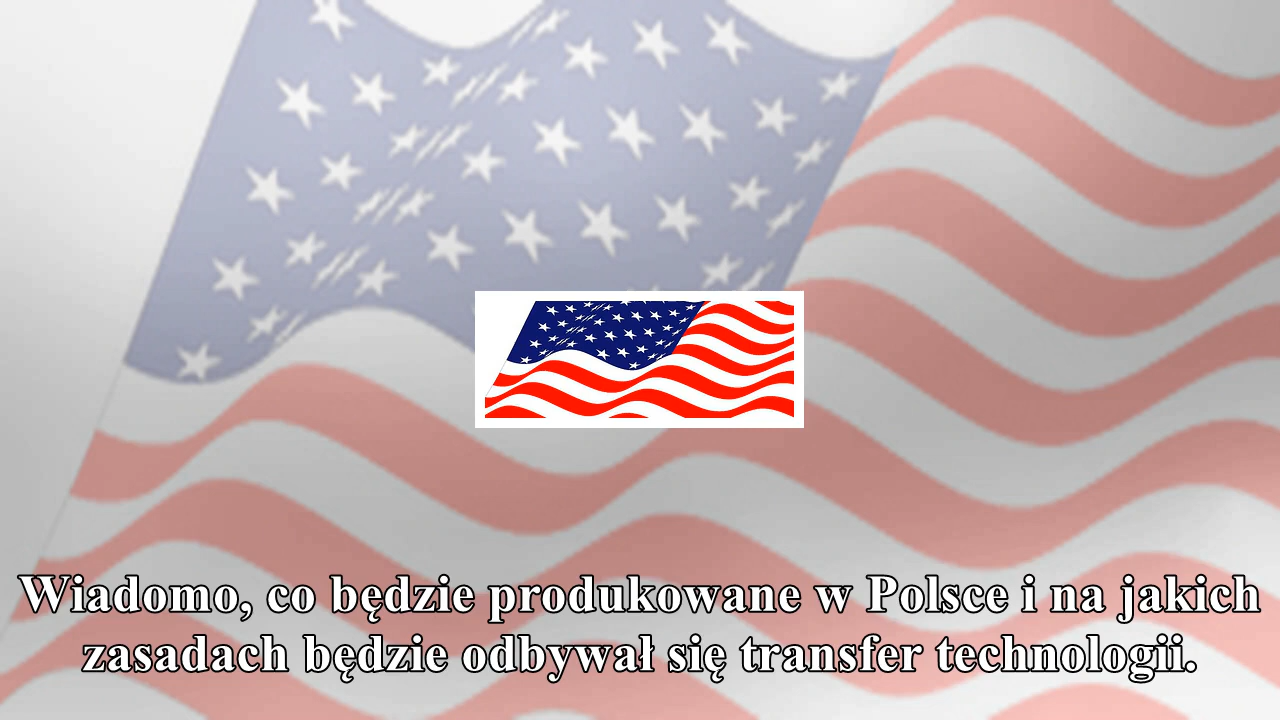 Wiadomo, co będzie produkowane w Polsce i na jakich
zasadach będzie odbywał się transfer technologii.